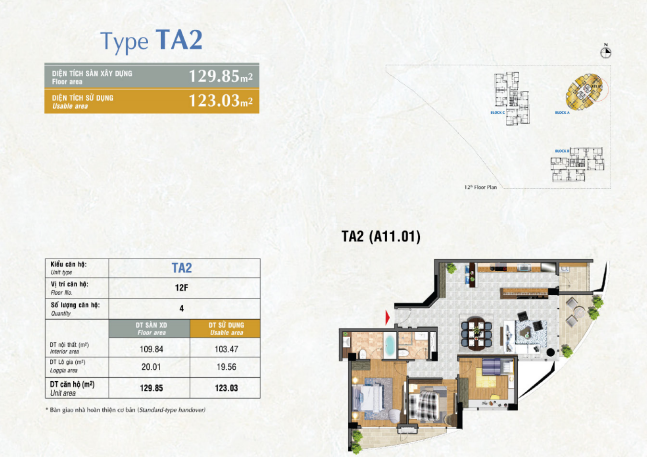 Type TA2
DIỆN TÍCH SÀN XÂY DỰNG 129.85m2
Floor area
DIỆN TÍCH SỬ DỤNG 123.03m2
Usable area
N
BLOCK C
BLOCK A
BLOCK B
12th Floor Plan
TA2 (A11.01)
Kiểu căn hộ: TA2
Unit type
Vị trí căn hộ: 12F
Floor No.
Số lượng căn hộ: 4
Quantity
DT SÀN XD DT SỬ DỤNG
Floor area Usable area
DT nội thất (m²) 109.84 103.47
Interior area
DT Lô gia (m²) 20.01 19.56
Loggia area
DT căn hộ (m²) 129.85 123.03
Unit area
* Bàn giao nhà hoàn thiện cơ bản (Standard-type handover)